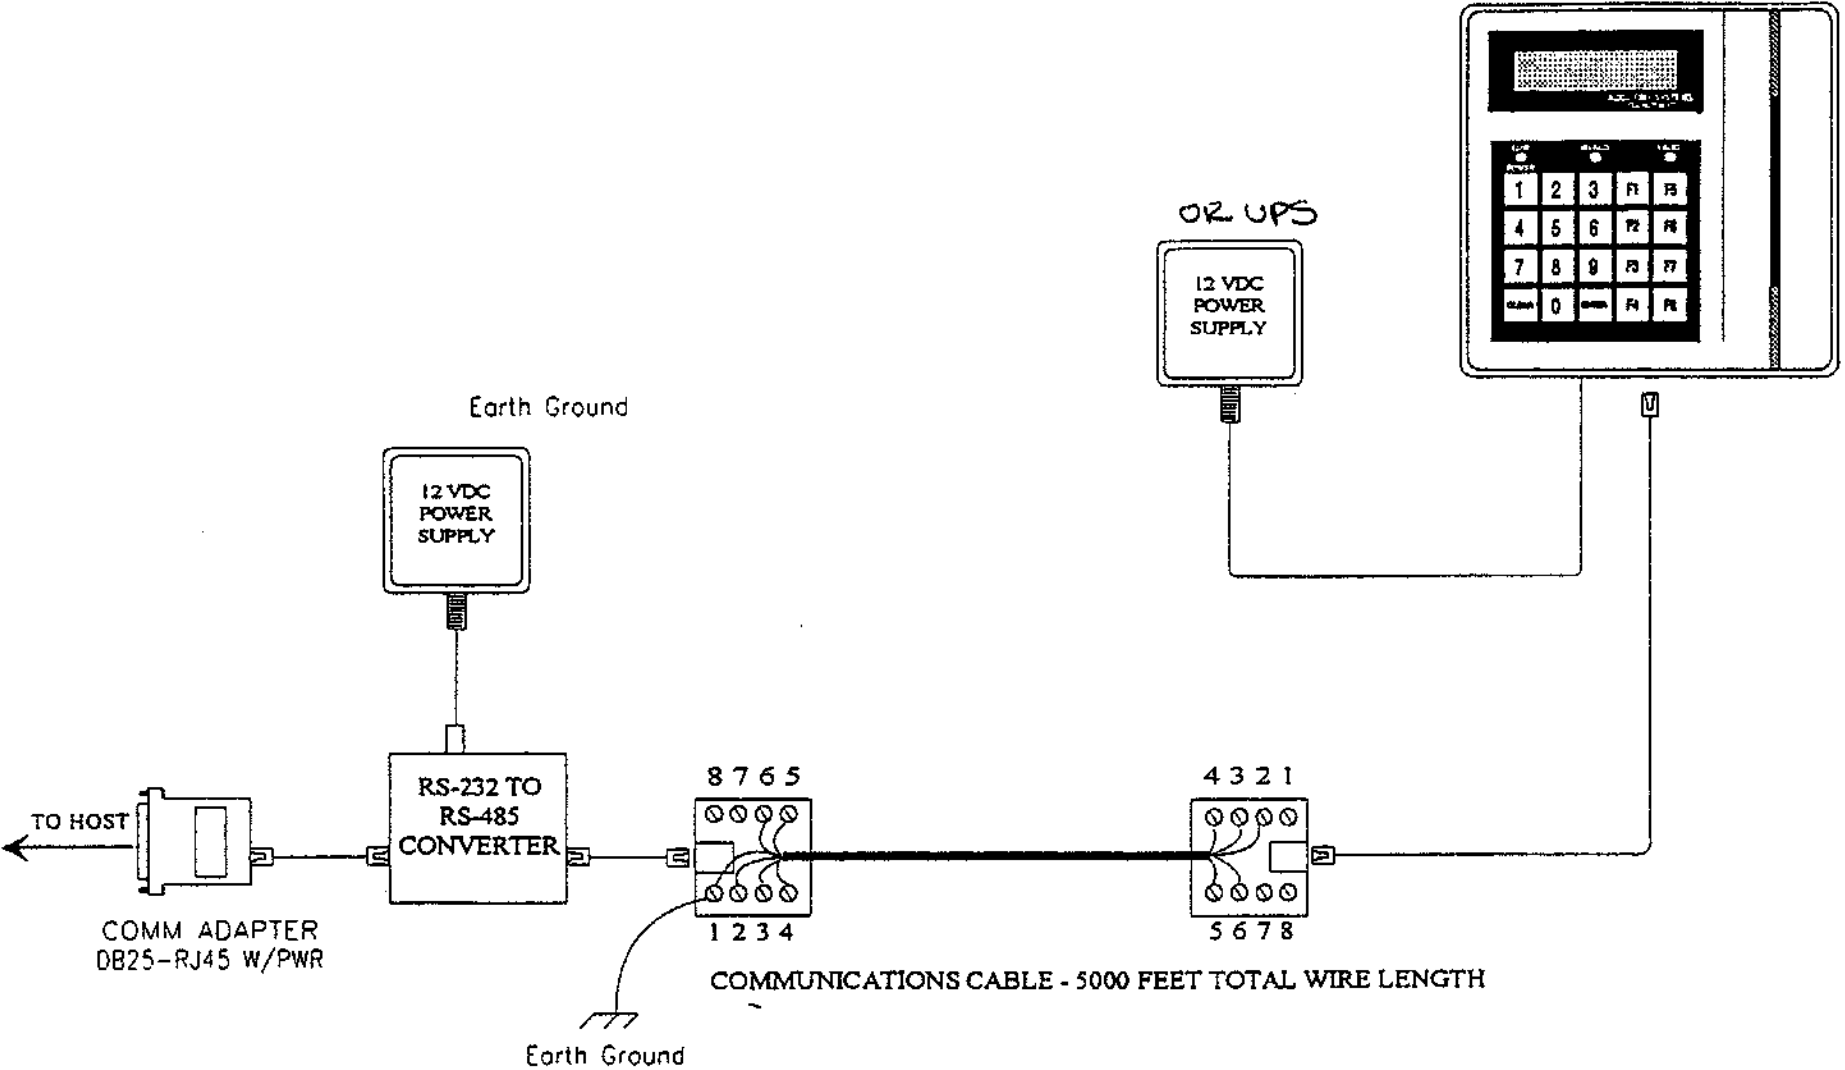 OR UPS
12 VDC
POWER
SUPPLY
1 2 3 F1 F5
4 5 6 F2 F6
7 8 9 F3 F7
CLEAR 0 ENTER F4 F8
Earth Ground
12 VDC
POWER
SUPPLY
TO HOST
RS-232 TO
RS-485
CONVERTER
8 7 6 5
4 3 2 1
1 2 3 4
5 6 7 8
COMM ADAPTER
DB25-RJ45 W/PWR
COMMUNICATIONS CABLE - 5000 FEET TOTAL WIRE LENGTH
Earth Ground